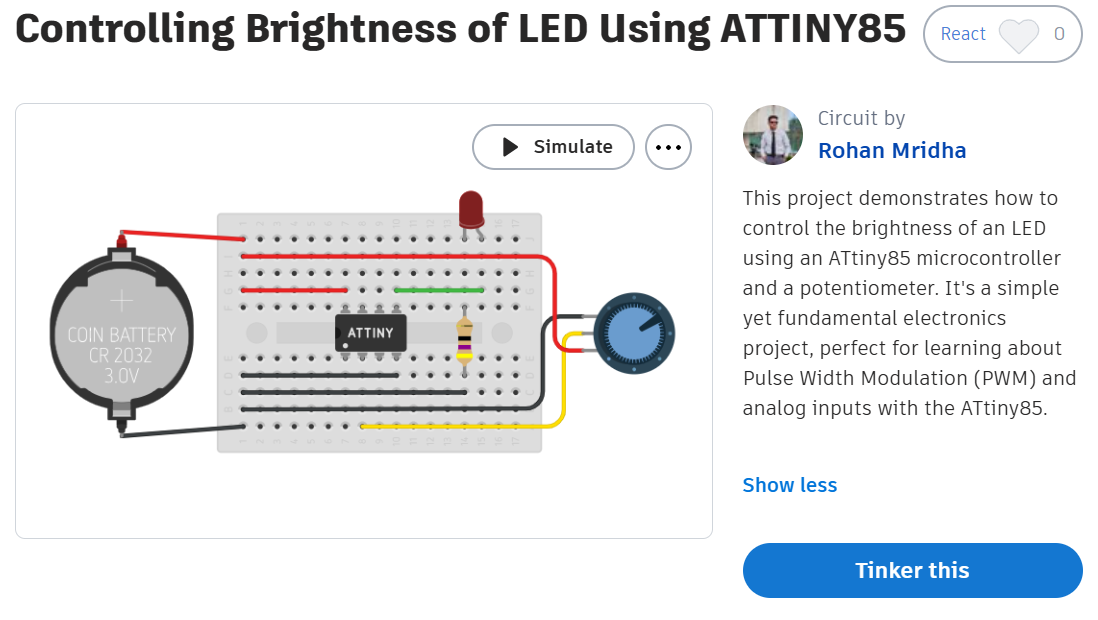 Controlling Brightness of LED Using ATTINY85
React 0
Simulate
Circuit by
Rohan Mridha
This project demonstrates how to
control the brightness of an LED
using an ATtiny85 microcontroller
and a potentiometer. It's a simple
yet fundamental electronics
project, perfect for learning about
Pulse Width Modulation (PWM) and
analog inputs with the ATtiny85.
Show less
Tinker this
COIN BATTERY
CR 2032
3.0V
ATTINY